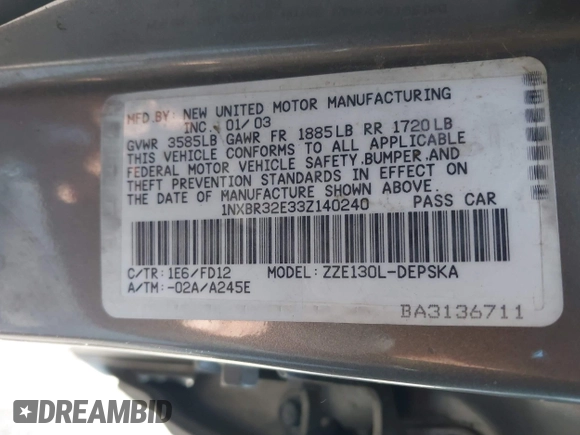 MFD.BY: NEW UNITED MOTOR MANUFACTURING
INC. 01/03
GVWR 3585LB GAWR FR 1885LB RR 1720LB
THIS VEHICLE CONFORMS TO ALL APPLICABLE
FEDERAL MOTOR VEHICLE SAFETY,BUMPER,AND
THEFT PREVENTION STANDARDS IN EFFECT ON
THE DATE OF MANUFACTURE SHOWN ABOVE.
1NXBR32E33Z140240 PASS CAR
C/TR: 1E6/FD12 MODEL: ZZE130L-DEPSKA
A/TM: -02A/A245E
BA3136711
DREAMBID